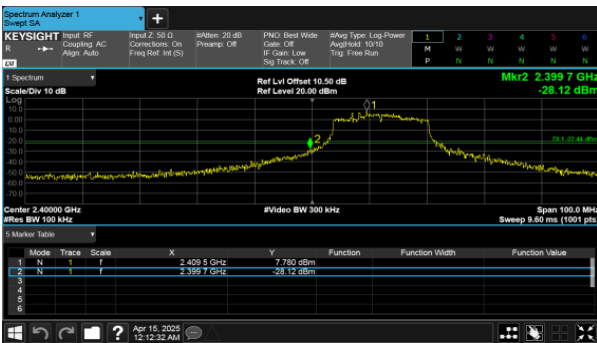 Spectrum Analyzer 1
Swept SA
+
KEYSIGHT Input: RF Input Z: 50 Ω #Atten: 20 dB PNO: Best Wide #Avg Type: Log-Power 1 2 3 4 5 6
R Coupling: AC Corrections: On Preamp: Off Gate: Off Avg|Hold: 10/10 M W W W W W
Align: Auto Freq Ref: Int (S) IF Gain: Low Trig: Free Run P N N N N N
LXI Sig Track: Off
1 Spectrum Ref Lvl Offset 10.50 dB Mkr2 2.399 7 GHz
Scale/Div 10 dB Ref Level 20.00 dBm -28.12 dBm
Log
10.0
0.00
-10.0
-20.0
-30.0
-40.0
-50.0
-60.0
-70.0
1
2
DL1 -22.44 dBm
Center 2.40000 GHz #Video BW 300 kHz Span 100.0 MHz
#Res BW 100 kHz Sweep 9.60 ms (1001 pts
5 Marker Table
Mode Trace Scale X Y Function Function Width Function Value
1 N 1 f 2.409 5 GHz 7.780 dBm
2 N 1 f 2.399 7 GHz -28.12 dBm
3
4
5
6
? Apr 15, 2025
12:12:32 AM